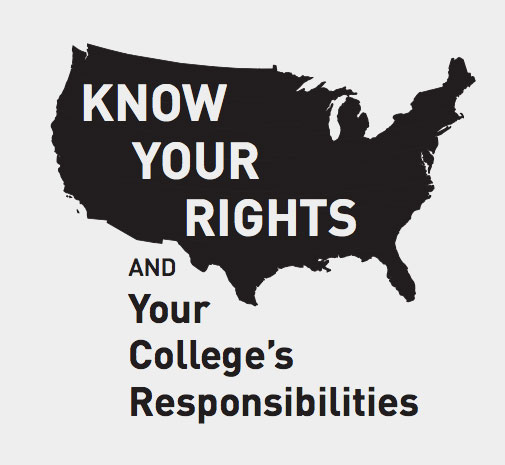 KNOW
YOUR
RIGHTS
AND
Your
College’s
Responsibilities